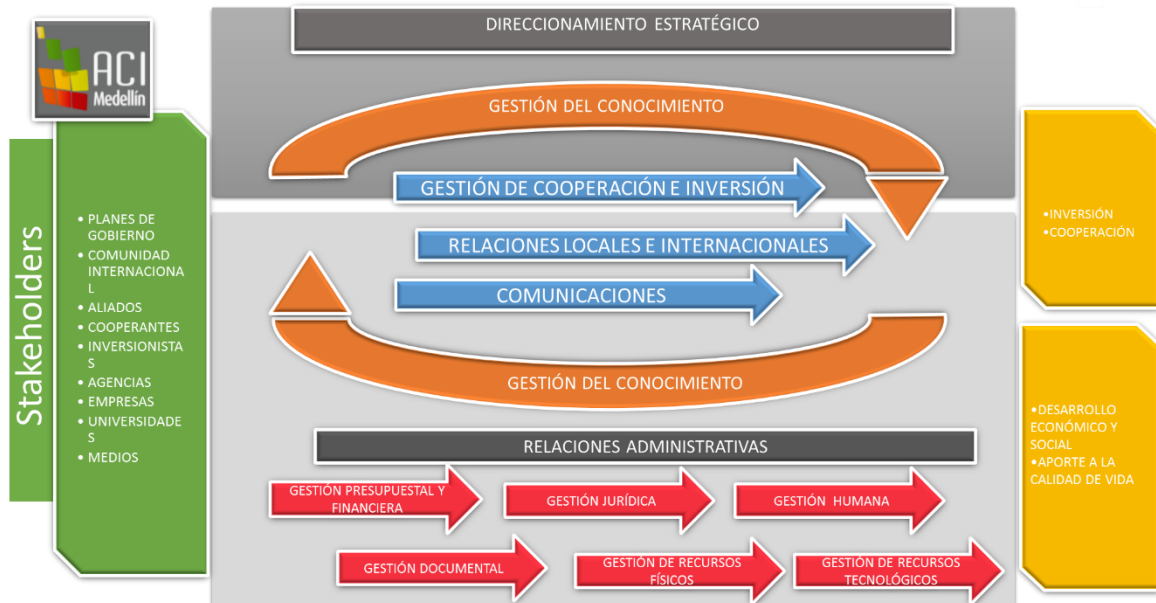 DIRECCIONAMIENTO ESTRATÉGICO
ACI
Medellín
GESTIÓN DEL CONOCIMIENTO
GESTIÓN DE COOPERACIÓN E INVERSIÓN
RELACIONES LOCALES E INTERNACIONALES
COMUNICACIONES
GESTIÓN DEL CONOCIMIENTO
Stakeholders
• PLANES DE
GOBIERNO
• COMUNIDAD
INTERNACIONA
L
• ALIADOS
• COOPERANTES
• INVERSIONISTA
S
• AGENCIAS
• EMPRESAS
• UNIVERSIDADE
S
• MEDIOS
•INVERSIÓN
•COOPERACIÓN
•DESARROLLO
ECONÓMICO Y
SOCIAL
•APORTE A LA
CALIDAD DE VIDA
RELACIONES ADMINISTRATIVAS
GESTIÓN PRESUPUESTAL Y
FINANCIERA
GESTIÓN JURÍDICA
GESTIÓN HUMANA
GESTIÓN DOCUMENTAL
GESTIÓN DE RECURSOS
FÍSICOS
GESTIÓN DE RECURSOS
TECNOLÓGICOS